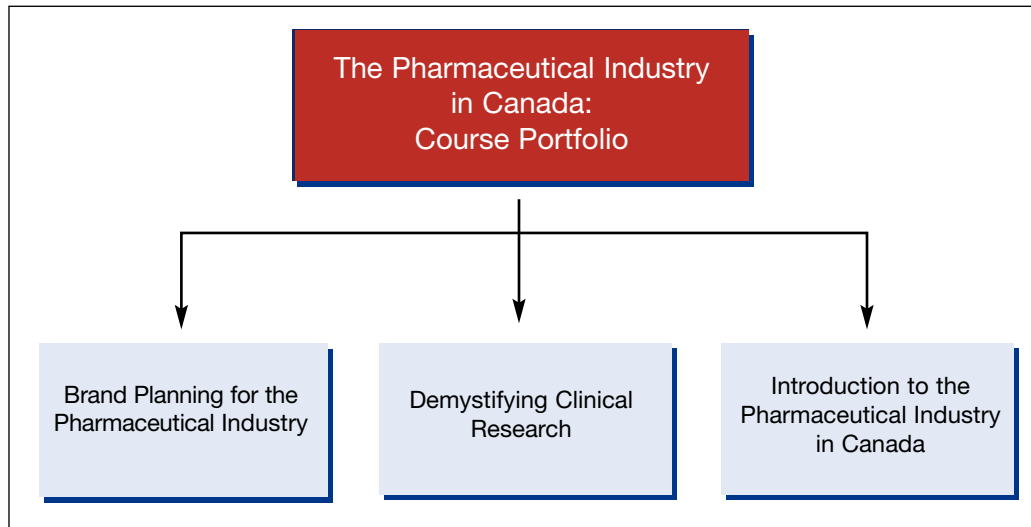 The Pharmaceutical Industry
in Canada:
Course Portfolio
Brand Planning for the
Pharmaceutical Industry
Demystifying Clinical
Research
Introduction to the
Pharmaceutical Industry
in Canada